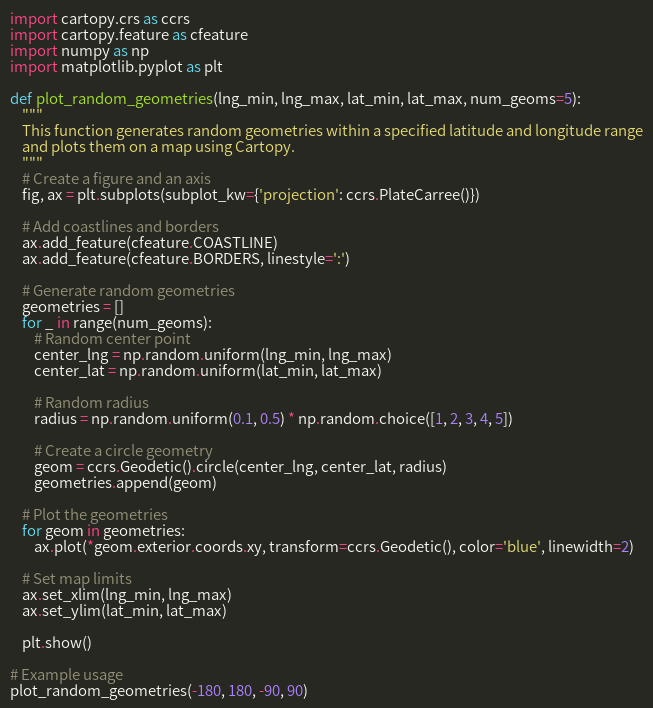 import cartopy.crs as ccrs
import cartopy.feature as cfeature
import numpy as np
import matplotlib.pyplot as plt

def plot_random_geometries(lng_min, lng_max, lat_min, lat_max, num_geoms=5):
    """
    This function generates random geometries within a specified latitude and longitude range
    and plots them on a map using Cartopy.
    """
    # Create a figure and an axis
    fig, ax = plt.subplots(subplot_kw={'projection': ccrs.PlateCarree()})

    # Add coastlines and borders
    ax.add_feature(cfeature.COASTLINE)
    ax.add_feature(cfeature.BORDERS, linestyle=':')

    # Generate random geometries
    geometries = []
    for _ in range(num_geoms):
        # Random center point
        center_lng = np.random.uniform(lng_min, lng_max)
        center_lat = np.random.uniform(lat_min, lat_max)

        # Random radius
        radius = np.random.uniform(0.1, 0.5) * np.random.choice([1, 2, 3, 4, 5])

        # Create a circle geometry
        geom = ccrs.Geodetic().circle(center_lng, center_lat, radius)
        geometries.append(geom)

    # Plot the geometries
    for geom in geometries:
        ax.plot(*geom.exterior.coords.xy, transform=ccrs.Geodetic(), color='blue', linewidth=2)

    # Set map limits
    ax.set_xlim(lng_min, lng_max)
    ax.set_ylim(lat_min, lat_max)

    plt.show()

# Example usage
plot_random_geometries(-180, 180, -90, 90)